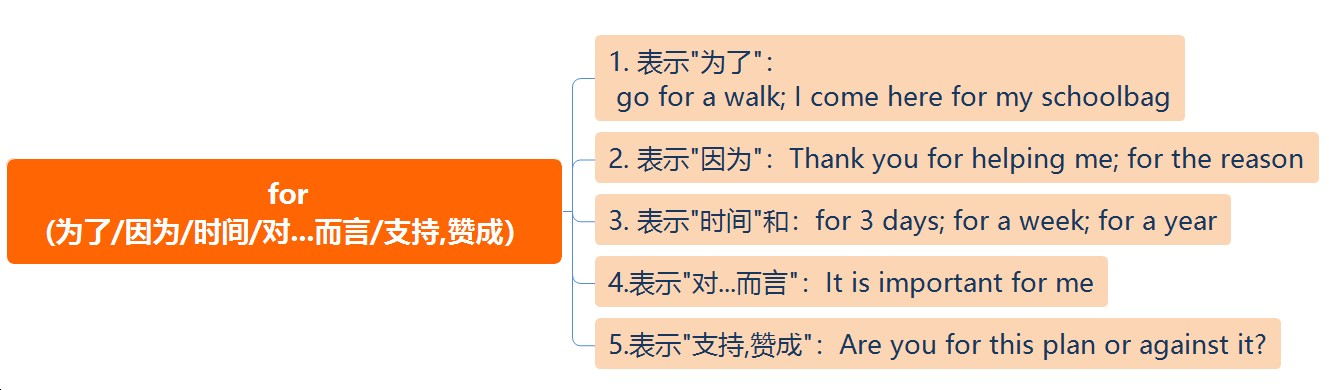 for
(为了/因为/时间/对...而言/支持,赞成)
1. 表示"为了"：
go for a walk; I come here for my schoolbag
2. 表示"因为"：Thank you for helping me; for the reason
3. 表示"时间"和：for 3 days; for a week; for a year
4.表示"对...而言"：It is important for me
5.表示"支持,赞成"：Are you for this plan or against it?